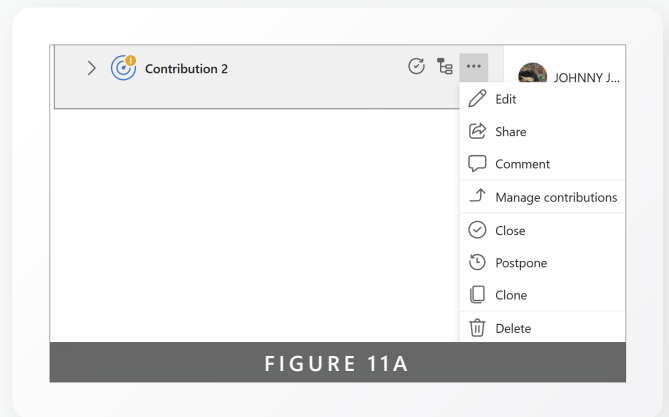 Contribution 2
JOHNNY J...
Edit
Share
Comment
Manage contributions
Close
Postpone
Clone
Delete
FIGURE 11A